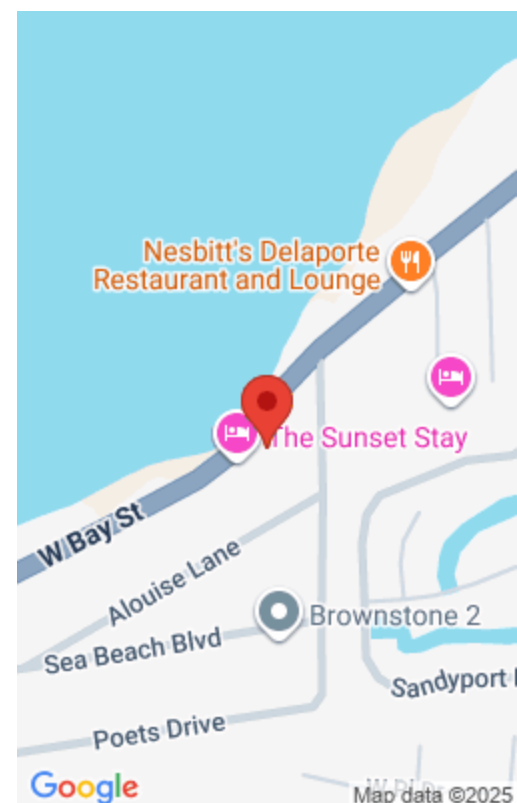 Nesbitt's Delaporte
Restaurant and Lounge
The Sunset Stay
W Bay St
Alouise Lane
Brownstone 2
Sea Beach Blvd
Sandyport
Poets Drive
Google
Map data ©2025